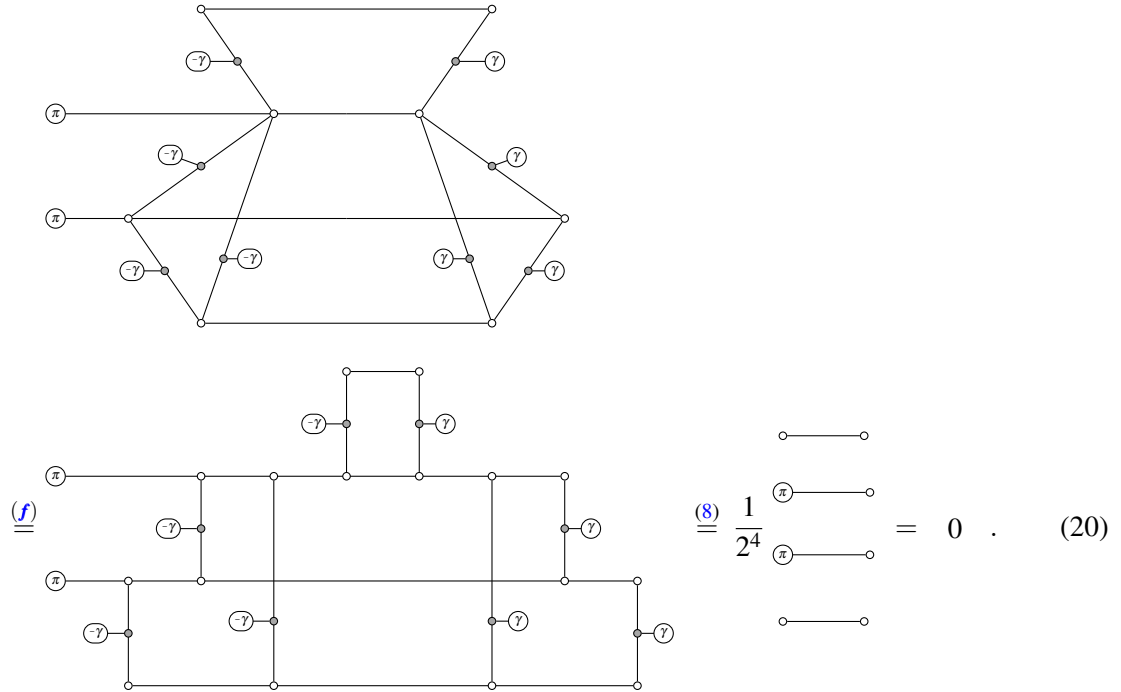 -γ γ
π
-γ γ
π
-γ -γ γ γ
-γ γ
π
(f) = -γ γ (8) = 1/2⁴ π π = 0 . (20)
π
-γ -γ γ γ